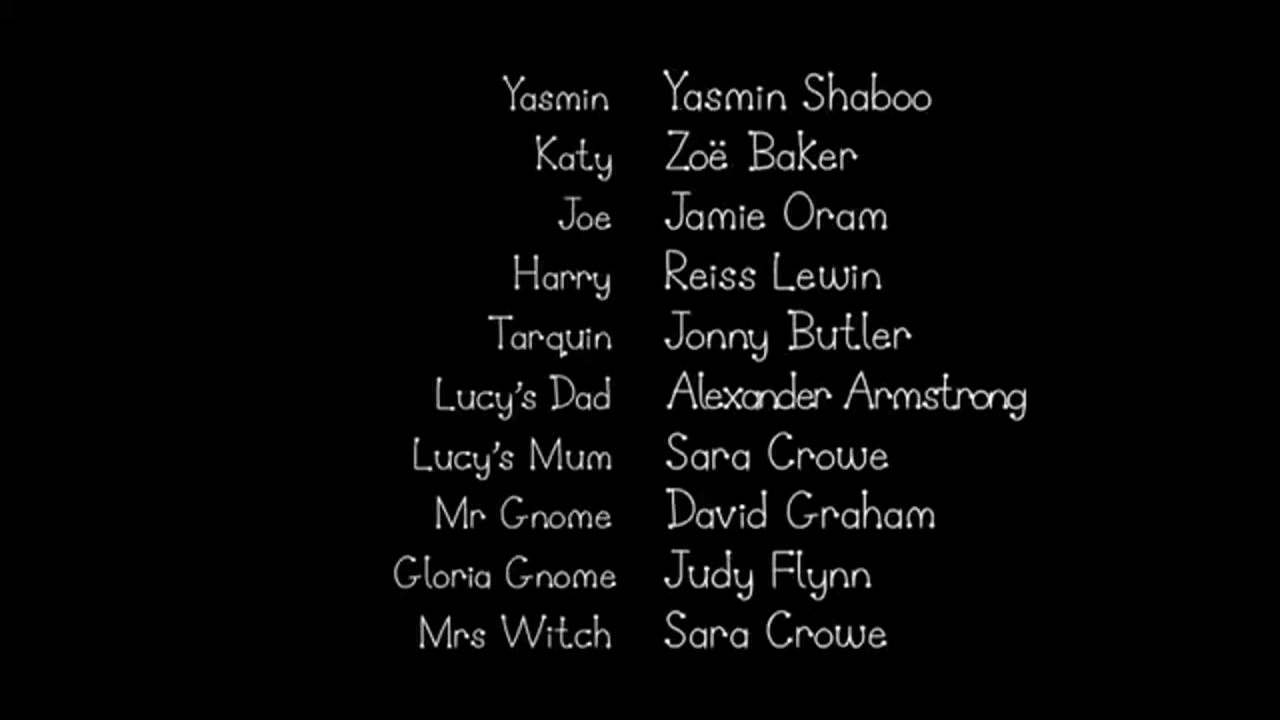 Yasmin Yasmin Shaboo
Katy Zoë Baker
Joe Jamie Oram
Harry Reiss Lewin
Tarquin Jonny Butler
Lucy's Dad Alexander Armstrong
Lucy's Mum Sara Crowe
Mr Gnome David Graham
Gloria Gnome Judy Flynn
Mrs Witch Sara Crowe